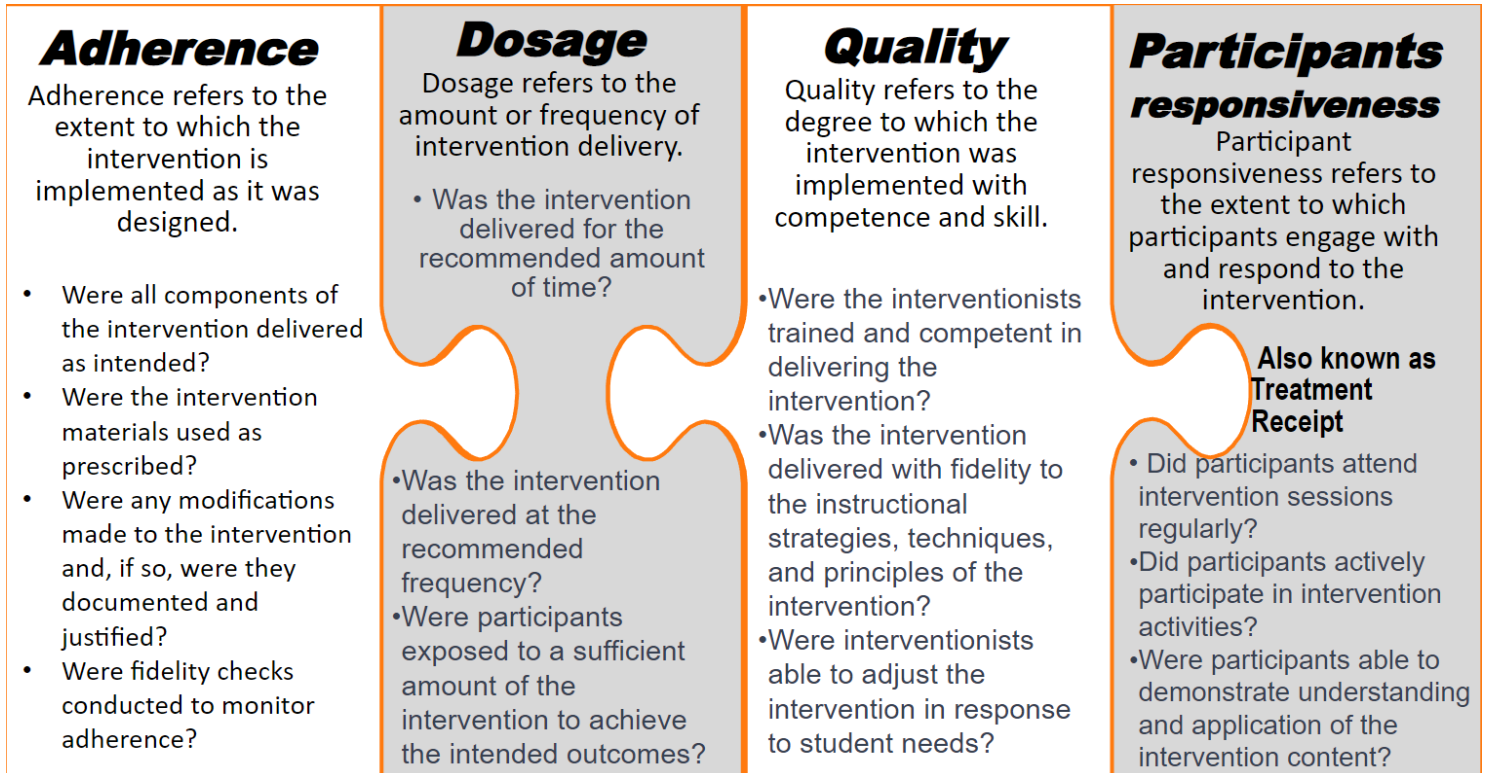 Adherence
Adherence refers to the
extent to which the
intervention is
implemented as it was
designed.
• Were all components of
the intervention delivered
as intended?
• Were the intervention
materials used as
prescribed?
• Were any modifications
made to the intervention
and, if so, were they
documented and
justified?
• Were fidelity checks
conducted to monitor
adherence?
Dosage
Dosage refers to the
amount or frequency of
intervention delivery.
• Was the intervention
delivered for the
recommended amount
of time?
•Was the intervention
delivered at the
recommended
frequency?
•Were participants
exposed to a sufficient
amount of the
intervention to achieve
the intended outcomes?
Quality
Quality refers to the
degree to which the
intervention was
implemented with
competence and skill.
•Were the interventionists
trained and competent in
delivering the
intervention?
•Was the intervention
delivered with fidelity to
the instructional
strategies, techniques,
and principles of the
intervention?
•Were interventionists
able to adjust the
intervention in response
to student needs?
Participants
responsiveness
Participant
responsiveness refers to
the extent to which
participants engage with
and respond to the
intervention.
Also known as
Treatment
Receipt
• Did participants attend
intervention sessions
regularly?
•Did participants actively
participate in intervention
activities?
•Were participants able to
demonstrate understanding
and application of the
intervention content?